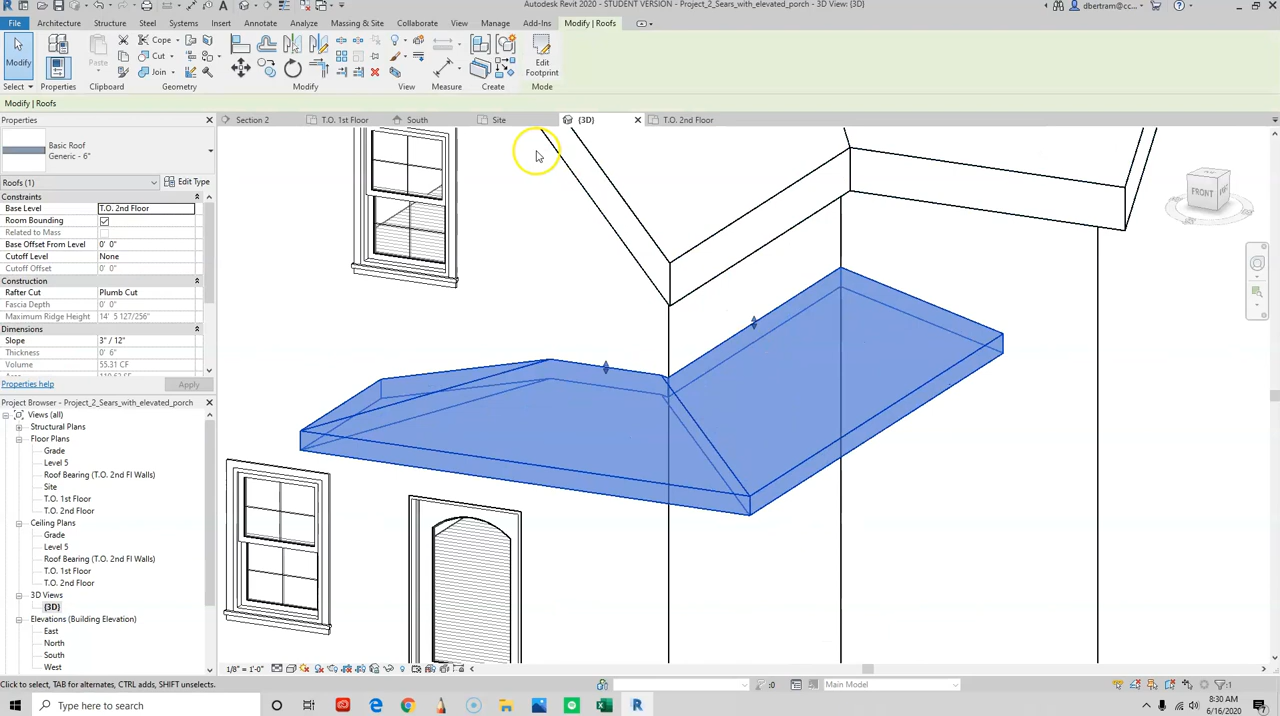 Autodesk Revit 2020 - STUDENT VERSION - Project_2_Sears_with_elevated_porch - 3D View: {3D}
dbertram@cc...
File Architecture Structure Steel Systems Insert Annotate Analyze Massing & Site Collaborate View Manage Add-Ins Modify | Roofs
Modify
Paste
Cope
Cut
Join
Edit
Footprint
Select Properties Clipboard Geometry Modify View Measure Create Mode
Modify | Roofs
Properties
Section 2 T.O. 1st Floor South Site {3D} T.O. 2nd Floor
Basic Roof
Generic - 6"
Roofs (1) Edit Type
Constraints
Base Level T.O. 2nd Floor
Room Bounding
Related to Mass
Base Offset From Level 0' 0"
Cutoff Level None
Cutoff Offset 0' 0"
Construction
Rafter Cut Plumb Cut
Fascia Depth 0' 0"
Maximum Ridge Height 14' 5 127/256"
Dimensions
Slope 3" / 12"
Thickness 0' 6"
Volume 55.31 CF
Properties help Apply
FRONT
Project Browser - Project_2_Sears_with_elevated_porch
Views (all)
Structural Plans
Floor Plans
Grade
Level 5
Roof Bearing (T.O. 2nd Fl Walls)
Site
T.O. 1st Floor
T.O. 2nd Floor
Ceiling Plans
Grade
Level 5
Roof Bearing (T.O. 2nd Fl Walls)
T.O. 1st Floor
T.O. 2nd Floor
3D Views
{3D}
Elevations (Building Elevation)
East
North
South
West
1/8" = 1'-0"
Click to select, TAB for alternates, CTRL adds, SHIFT unselects.
:0
Main Model
:1
Type here to search
8:30 AM
6/16/2020